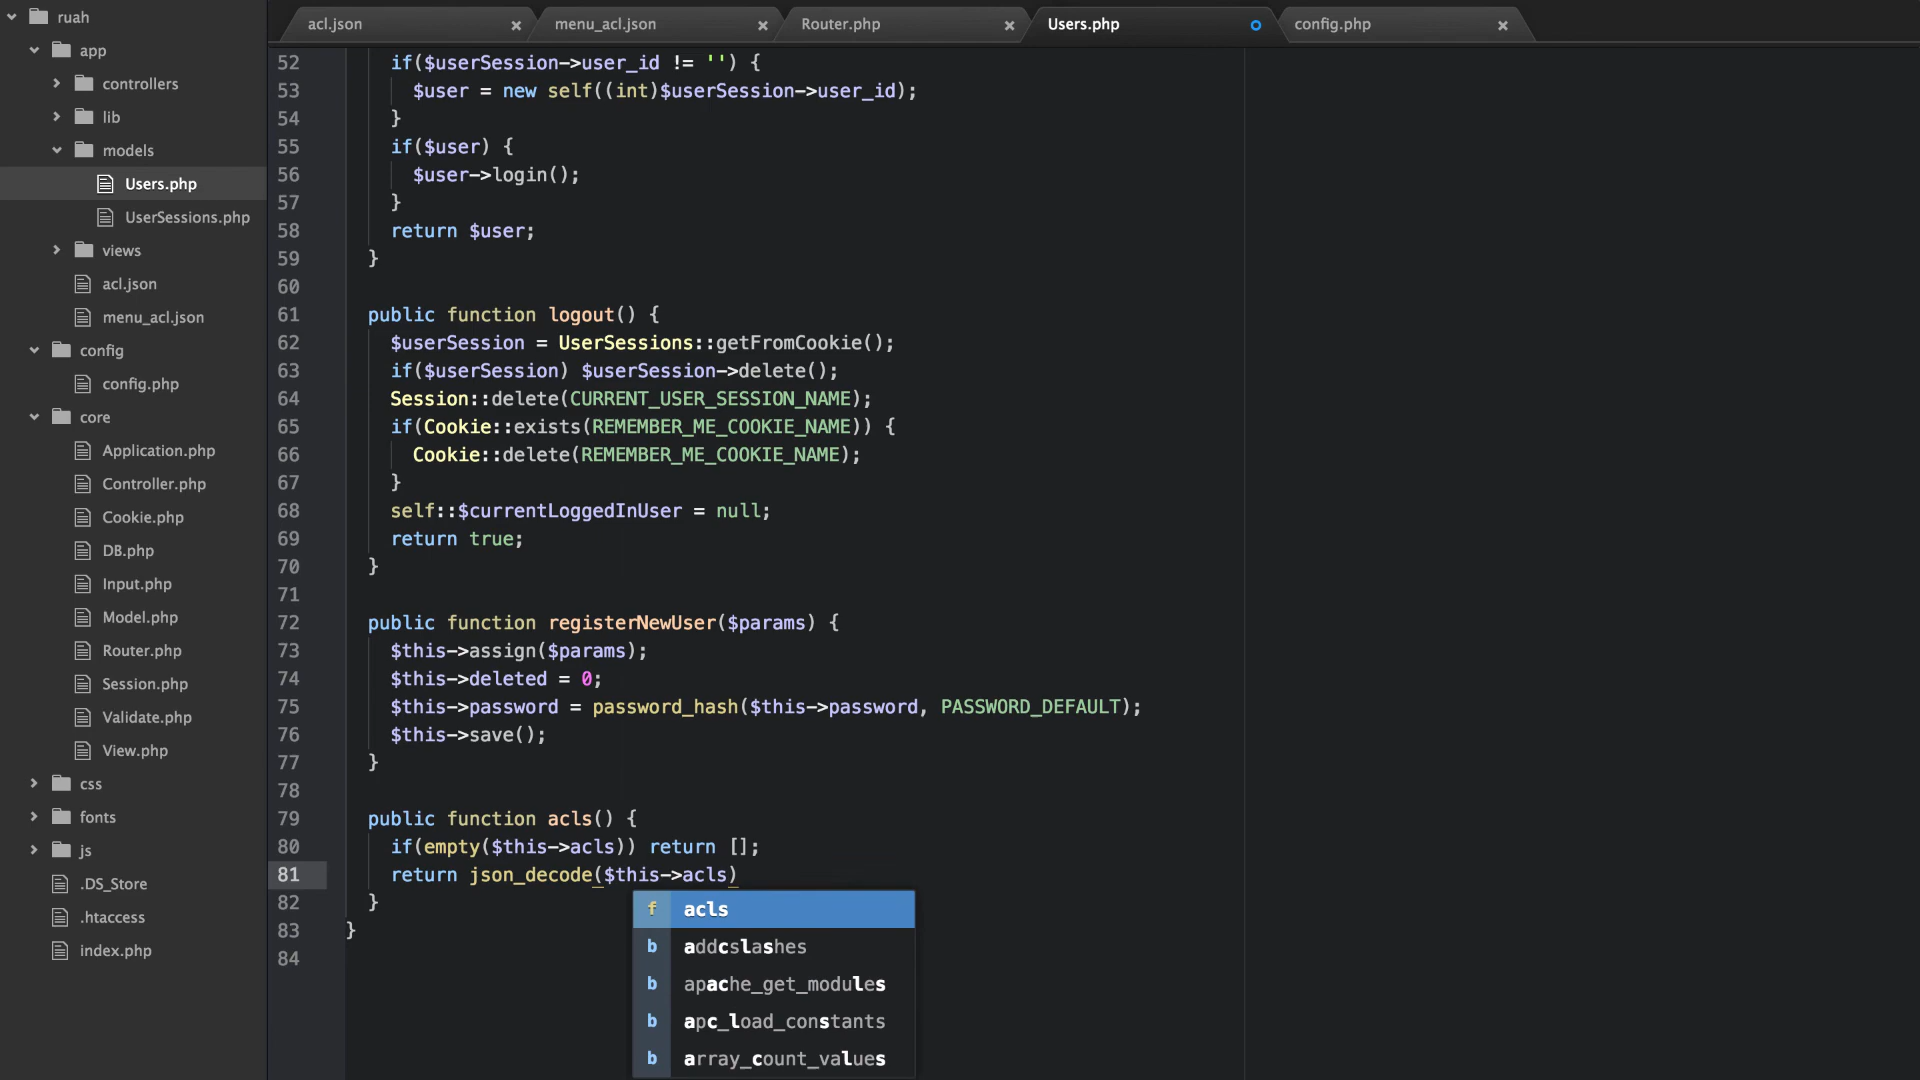 ruah
app
controllers
lib
models
Users.php
UserSessions.php
views
acl.json
menu_acl.json
config
config.php
core
Application.php
Controller.php
Cookie.php
DB.php
Input.php
Model.php
Router.php
Session.php
Validate.php
View.php
css
fonts
js
.DS_Store
.htaccess
index.php
acl.json × menu_acl.json × Router.php × Users.php config.php ×
52 if($userSession->user_id != '') {
53 $user = new self((int)$userSession->user_id);
54 }
55 if($user) {
56 $user->login();
57 }
58 return $user;
59 }
60
61 public function logout() {
62 $userSession = UserSessions::getFromCookie();
63 if($userSession) $userSession->delete();
64 Session::delete(CURRENT_USER_SESSION_NAME);
65 if(Cookie::exists(REMEMBER_ME_COOKIE_NAME)) {
66 Cookie::delete(REMEMBER_ME_COOKIE_NAME);
67 }
68 self::$currentLoggedInUser = null;
69 return true;
70 }
71
72 public function registerNewUser($params) {
73 $this->assign($params);
74 $this->deleted = 0;
75 $this->password = password_hash($this->password, PASSWORD_DEFAULT);
76 $this->save();
77 }
78
79 public function acls() {
80 if(empty($this->acls)) return [];
81 return json_decode($this->acls)
82 }
83 }
84
f acls
b addcslashes
b apache_get_modules
b apc_load_constants
b array_count_values